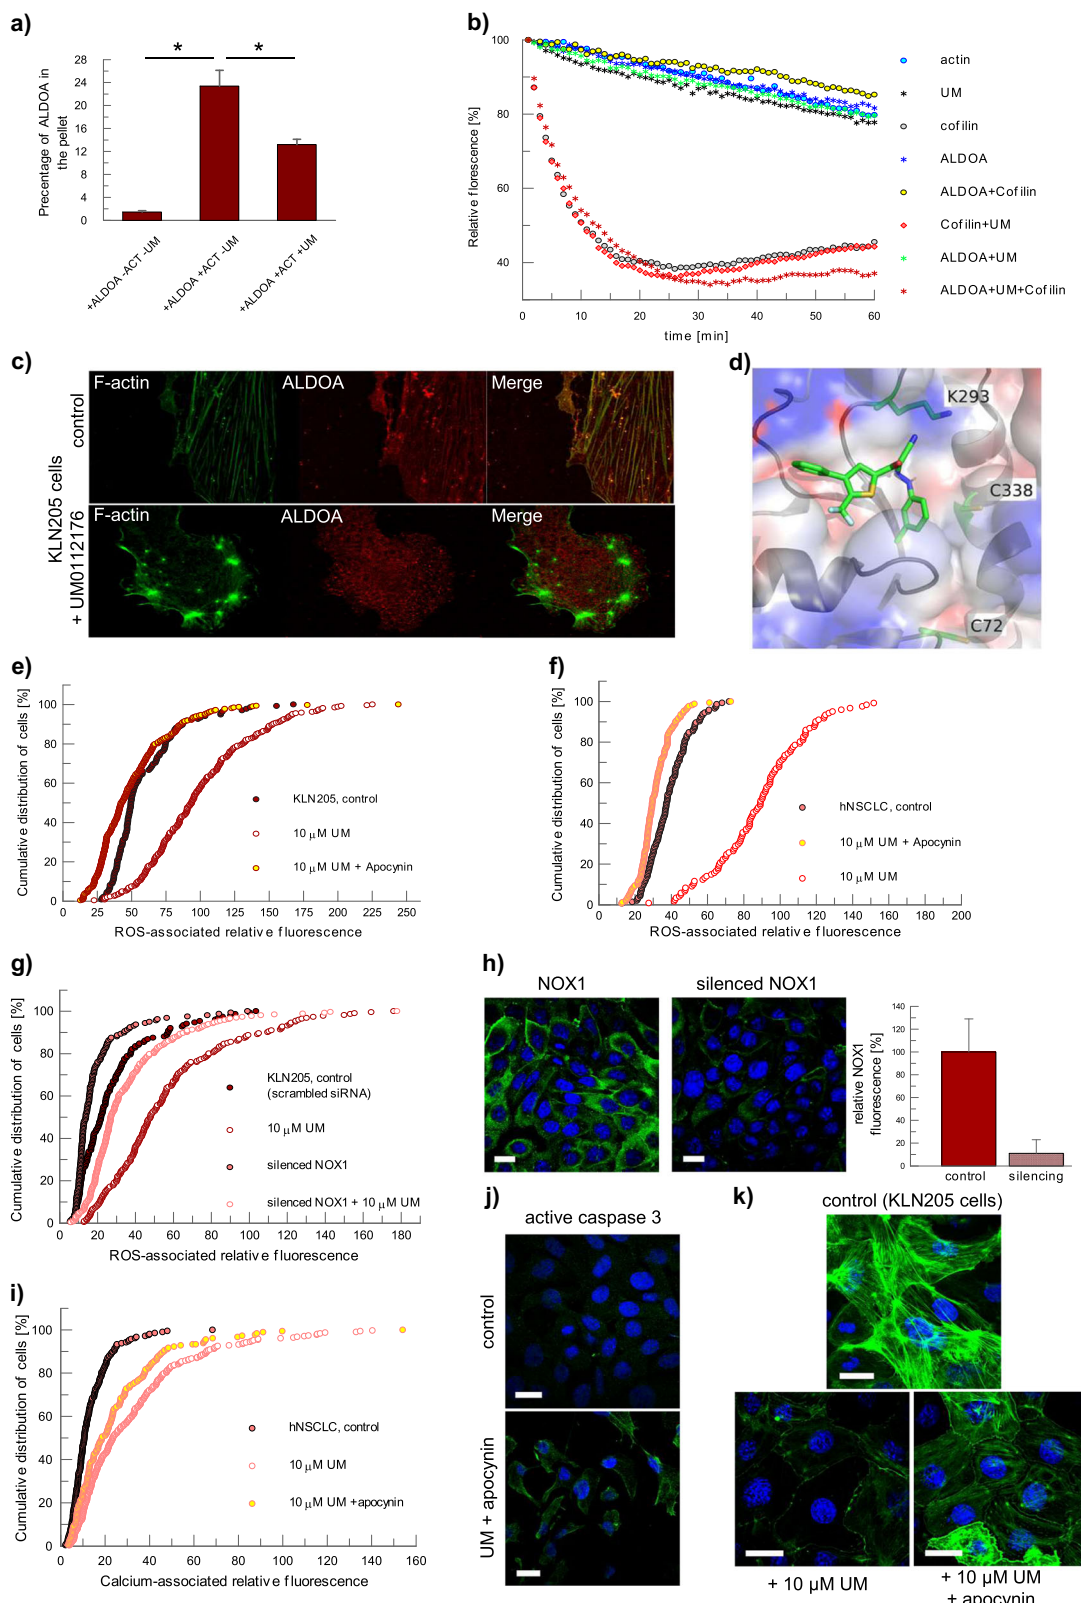 a)
*
*
Precentage of ALDOA in
the pellet
28
24
20
16
12
8
4
0
+ALDOA -ACT -UM
+ALDOA +ACT -UM
+ALDOA +ACT +UM
b)
Relative florescence [%]
100
80
60
40
0
10
20
30
40
50
60
time [min]
actin
UM
cofilin
ALDOA
ALDOA+Cofilin
Cofilin+UM
ALDOA+UM
ALDOA+UM+Cofilin
c)
KLN205 cells
control
+ UM0112176
F-actin
ALDOA
Merge
F-actin
ALDOA
Merge
d)
K293
C338
C72
e)
Cumulative distribution of cells [%]
100
80
60
40
20
0
0
25
50
75
100
125
150
175
200
225
250
ROS-associated relative fluorescence
KLN205, control
10 μM UM
10 μM UM + Apocynin
f)
Cumulative distribution of cells [%]
100
80
60
40
20
0
0
20
40
60
80
100
120
140
160
180
200
ROS-associated relative fluorescence
hNSCLC, control
10 μM UM + Apocynin
10 μM UM
g)
Cumulative distribution of cells [%]
100
80
60
40
20
0
0
20
40
60
80
100
120
140
160
180
ROS-associated relative fluorescence
KLN205, control
(scrambled siRNA)
10 μM UM
silenced NOX1
silenced NOX1 + 10 μM UM
h)
NOX1
silenced NOX1
relative NOX1
fluorescence [%]
140
120
100
80
60
40
20
0
control
silencing
i)
Cumulative distribution of cells [%]
100
80
60
40
20
0
0
20
40
60
80
100
120
140
160
Calcium-associated relative fluorescence
hNSCLC, control
10 μM UM
10 μM UM +apocynin
j)
active caspase 3
control
UM + apocynin
k)
control (KLN205 cells)
+ 10 μM UM
+ 10 μM UM
+ apocynin